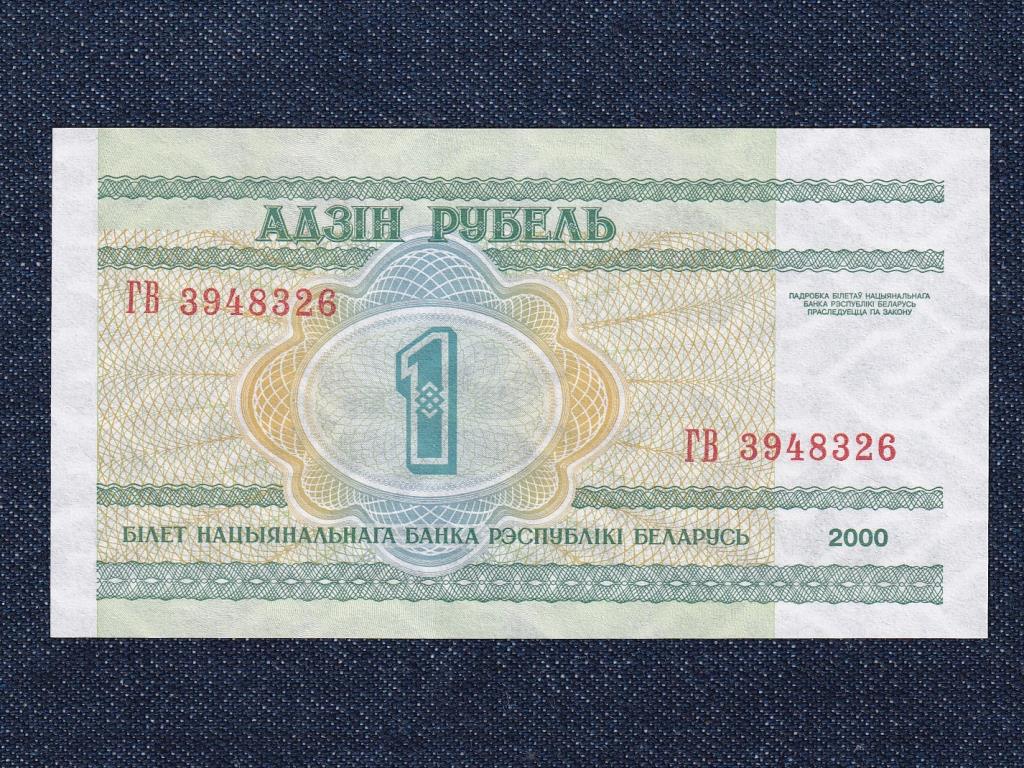 АДЗІН РУБЕЛЬ
ГВ 3948326
ПАДРОБКА БІЛЕТАЎ НАЦЫЯНАЛЬНАГА
БАНКА РЭСПУБЛІКІ БЕЛАРУСЬ
ПРАСЛЕДУЕЦЦА ПА ЗАКОНУ
1
ГВ 3948326
БІЛЕТ НАЦЫЯНАЛЬНАГА БАНКА РЭСПУБЛІКІ БЕЛАРУСЬ
2000